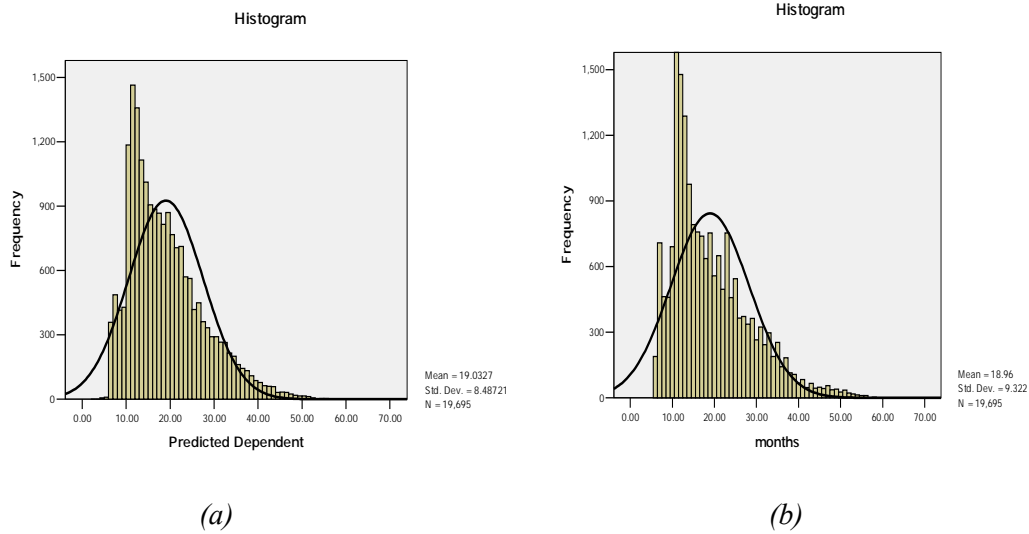 Histogram
1,500
1,200
900
600
300
0
Frequency
0.00 10.00 20.00 30.00 40.00 50.00 60.00 70.00
Predicted Dependent
Mean = 19.0327
Std. Dev. = 8.48721
N = 19,695
(a)
Histogram
1,500
1,200
900
600
300
0
Frequency
0.00 10.00 20.00 30.00 40.00 50.00 60.00 70.00
months
Mean = 18.96
Std. Dev. = 9.322
N = 19,695
(b)